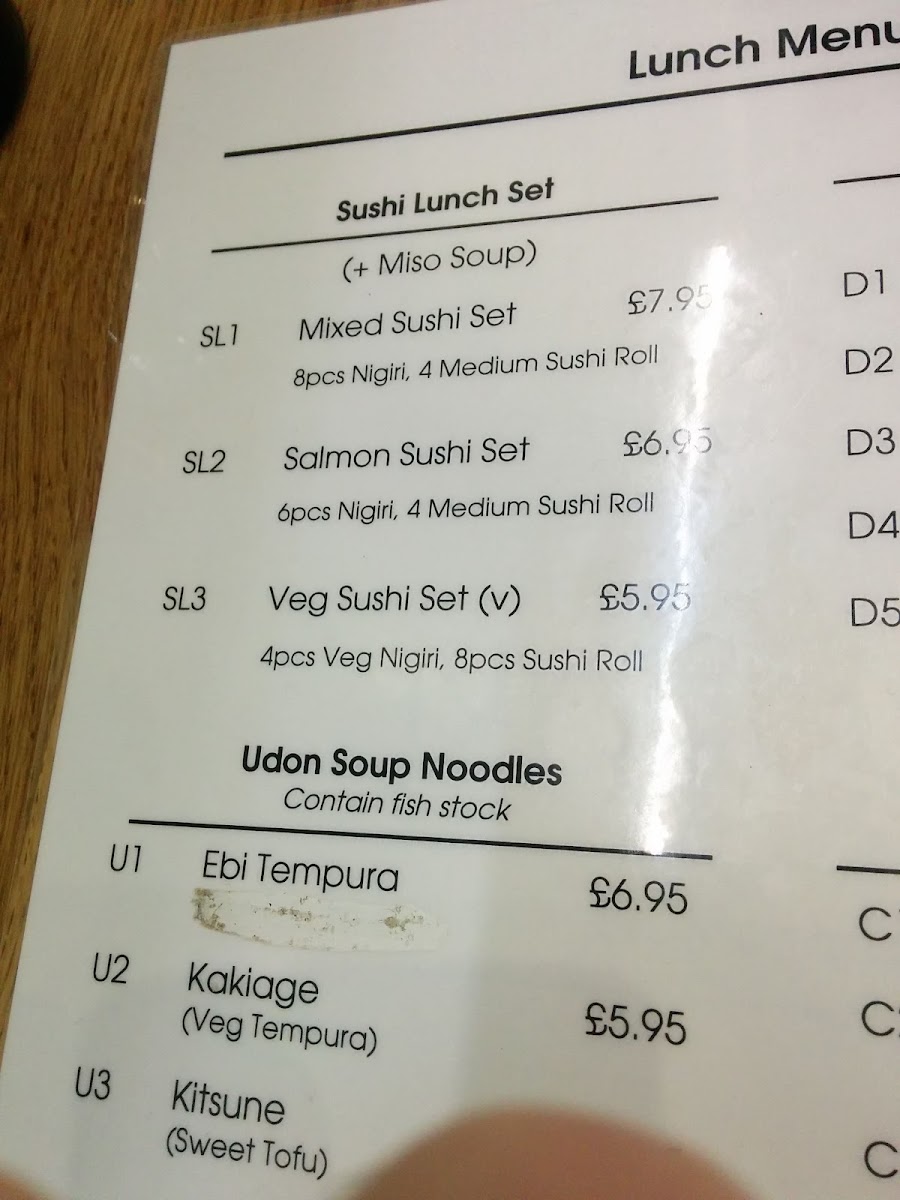 Lunch Menu
Sushi Lunch Set
(+ Miso Soup)
SL1 Mixed Sushi Set £7.95
8pcs Nigiri, 4 Medium Sushi Roll
SL2 Salmon Sushi Set £6.95
6pcs Nigiri, 4 Medium Sushi Roll
SL3 Veg Sushi Set (v) £5.95
4pcs Veg Nigiri, 8pcs Sushi Roll
Udon Soup Noodles
Contain fish stock
U1 Ebi Tempura £6.95
U2 Kakiage
(Veg Tempura) £5.95
U3 Kitsune
(Sweet Tofu)
D1
D2
D3
D4
D5